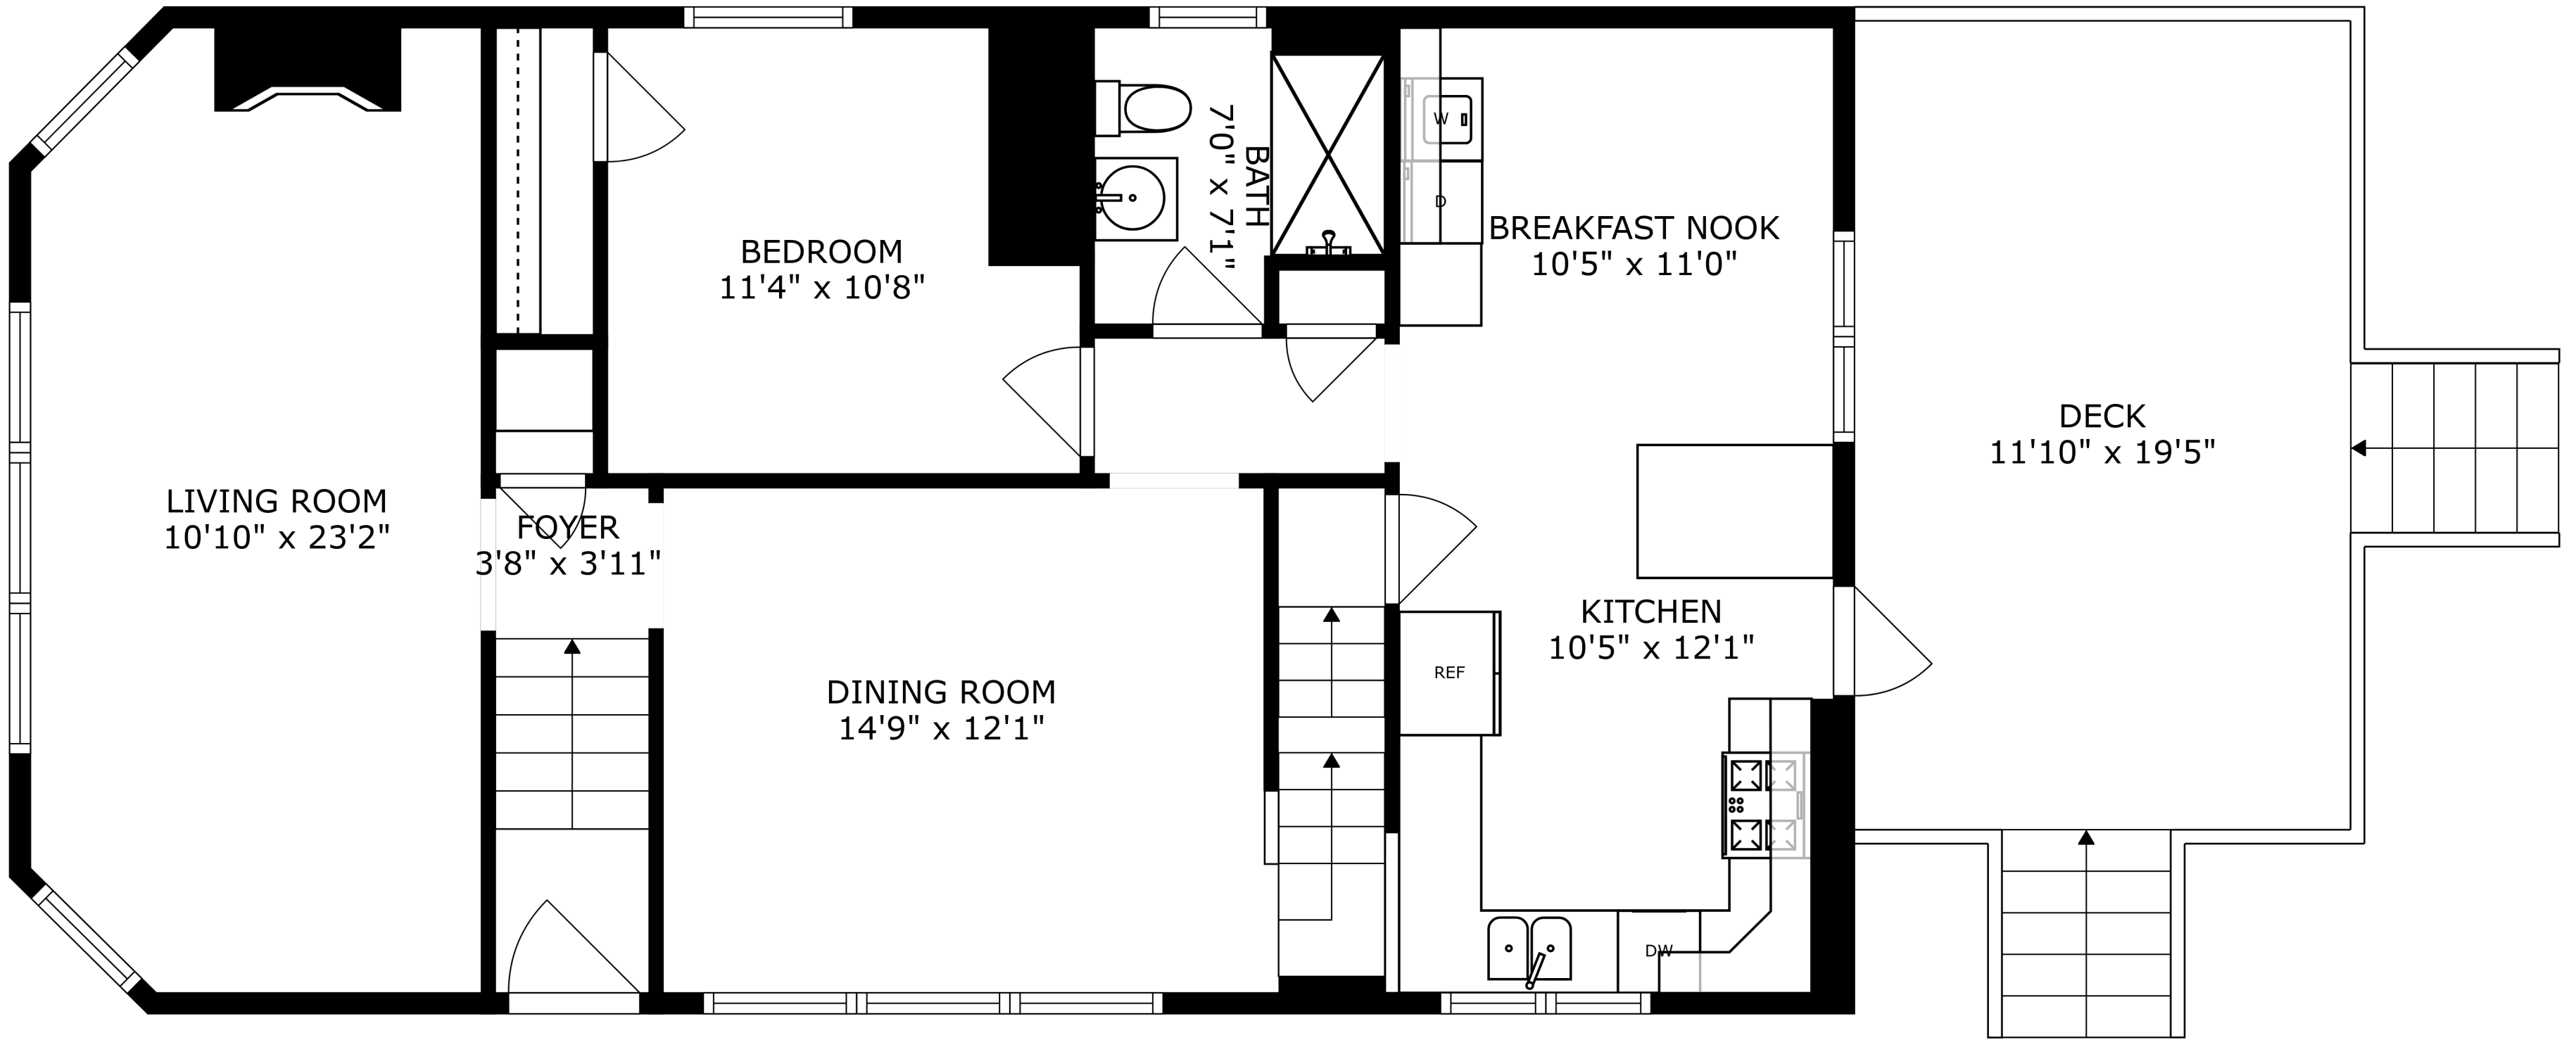 BATH
7'0" x 7'1"
W
D
BREAKFAST NOOK
10'5" x 11'0"
BEDROOM
11'4" x 10'8"
DECK
11'10" x 19'5"
LIVING ROOM
10'10" x 23'2"
FOYER
3'8" x 3'11"
KITCHEN
10'5" x 12'1"
REF
DINING ROOM
14'9" x 12'1"
DW